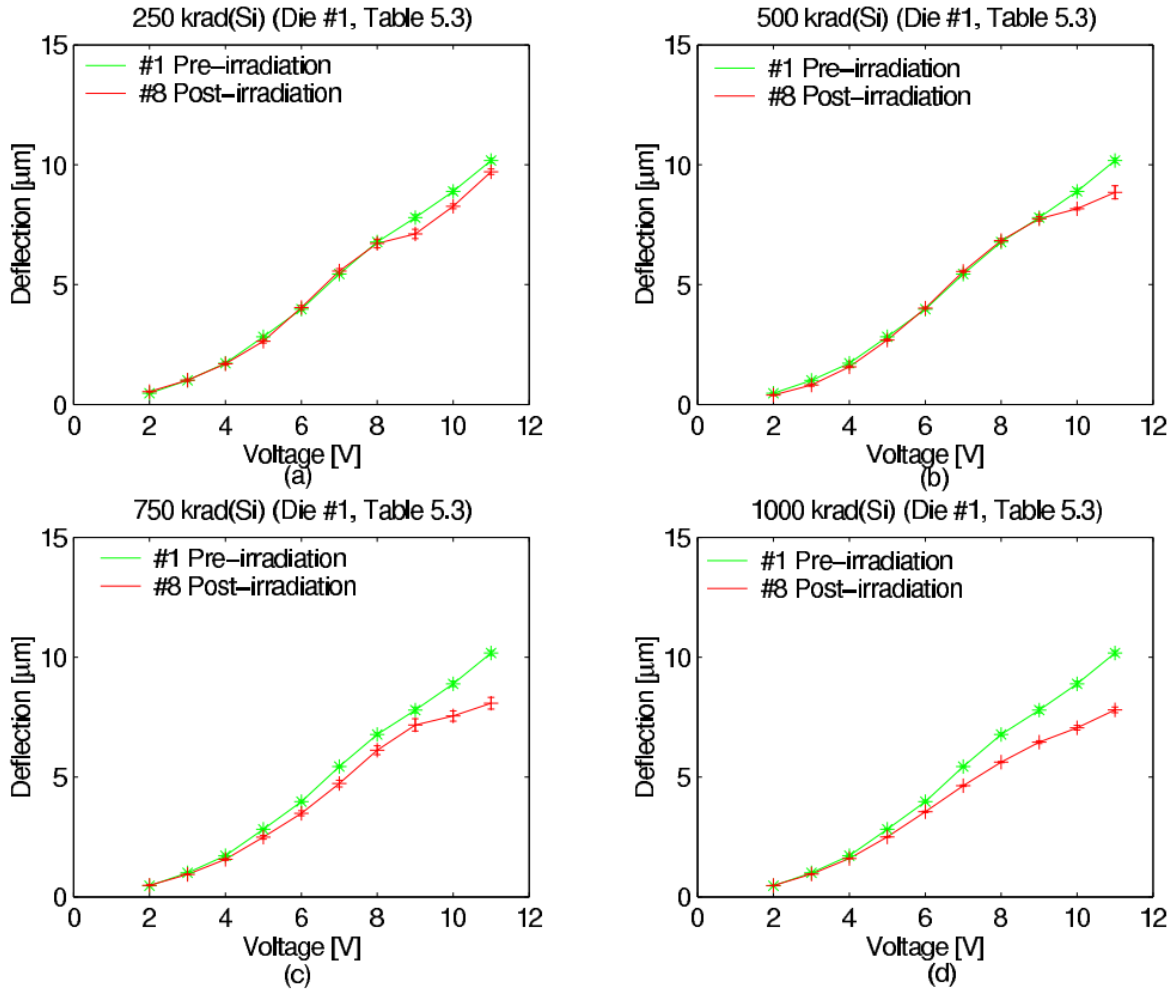 250 krad(Si) (Die #1, Table 5.3)
15
10
5
0
Deflection [µm]
#1 Pre−irradiation
#8 Post−irradiation
0 2 4 6 8 10 12
Voltage [V]
(a)
500 krad(Si) (Die #1, Table 5.3)
15
10
5
0
Deflection [µm]
#1 Pre−irradiation
#8 Post−irradiation
0 2 4 6 8 10 12
Voltage [V]
(b)
750 krad(Si) (Die #1, Table 5.3)
15
10
5
0
Deflection [µm]
#1 Pre−irradiation
#8 Post−irradiation
0 2 4 6 8 10 12
Voltage [V]
(c)
1000 krad(Si) (Die #1, Table 5.3)
15
10
5
0
Deflection [µm]
#1 Pre−irradiation
#8 Post−irradiation
0 2 4 6 8 10 12
Voltage [V]
(d)